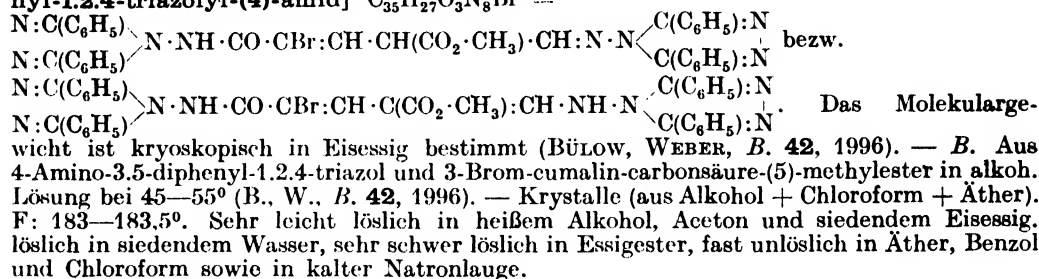 nyl-1.2.4-triazolyl-(4)-amid] C₃₅H₂₇O₃N₈Br =
N:C(C₆H₅) C(C₆H₅):N
N·NH·CO·CBr:CH·CH(CO₂·CH₃)·CH:N·N bezw.
N:C(C₆H₅) C(C₆H₅):N
N:C(C₆H₅) C(C₆H₅):N
N·NH·CO·CBr:CH·C(CO₂·CH₃):CH·NH·N . Das Molekularge-
N:C(C₆H₅) C(C₆H₅):N
wicht ist kryoskopisch in Eisessig bestimmt (BÜLOW, WEBER, B. 42, 1996). — B. Aus
4-Amino-3.5-diphenyl-1.2.4-triazol und 3-Brom-cumalin-carbonsäure-(5)-methylester in alkoh.
Lösung bei 45—55⁰ (B., W., B. 42, 1996). — Krystalle (aus Alkohol + Chloroform + Äther).
F: 183—183,5⁰. Sehr leicht löslich in heißem Alkohol, Aceton und siedendem Eisessig,
löslich in siedendem Wasser, sehr schwer löslich in Essigester, fast unlöslich in Äther, Benzol
und Chloroform sowie in kalter Natronlauge.